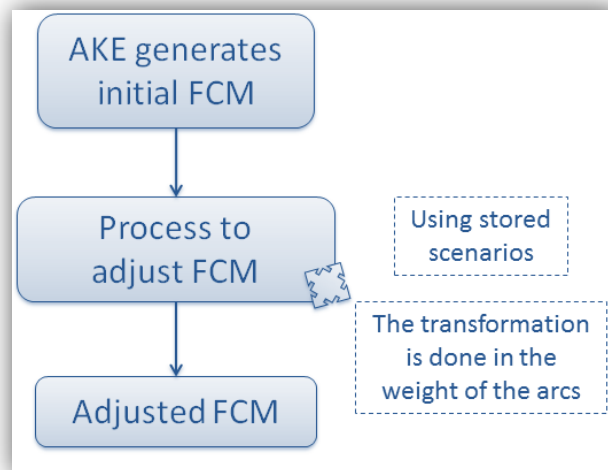 AKE generates
initial FCM
Process to
adjust FCM
Using stored
scenarios
The transformation
is done in the
weight of the arcs
Adjusted FCM